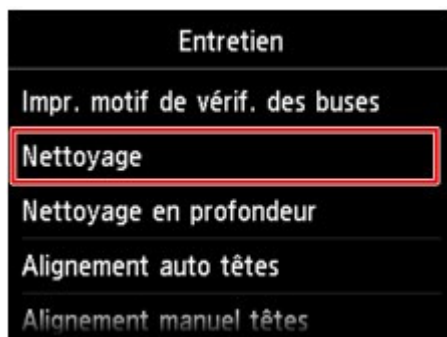 Entretien
Impr. motif de vérif. des buses
Nettoyage
Nettoyage en profondeur
Alignement auto têtes
Alignement manuel têtes